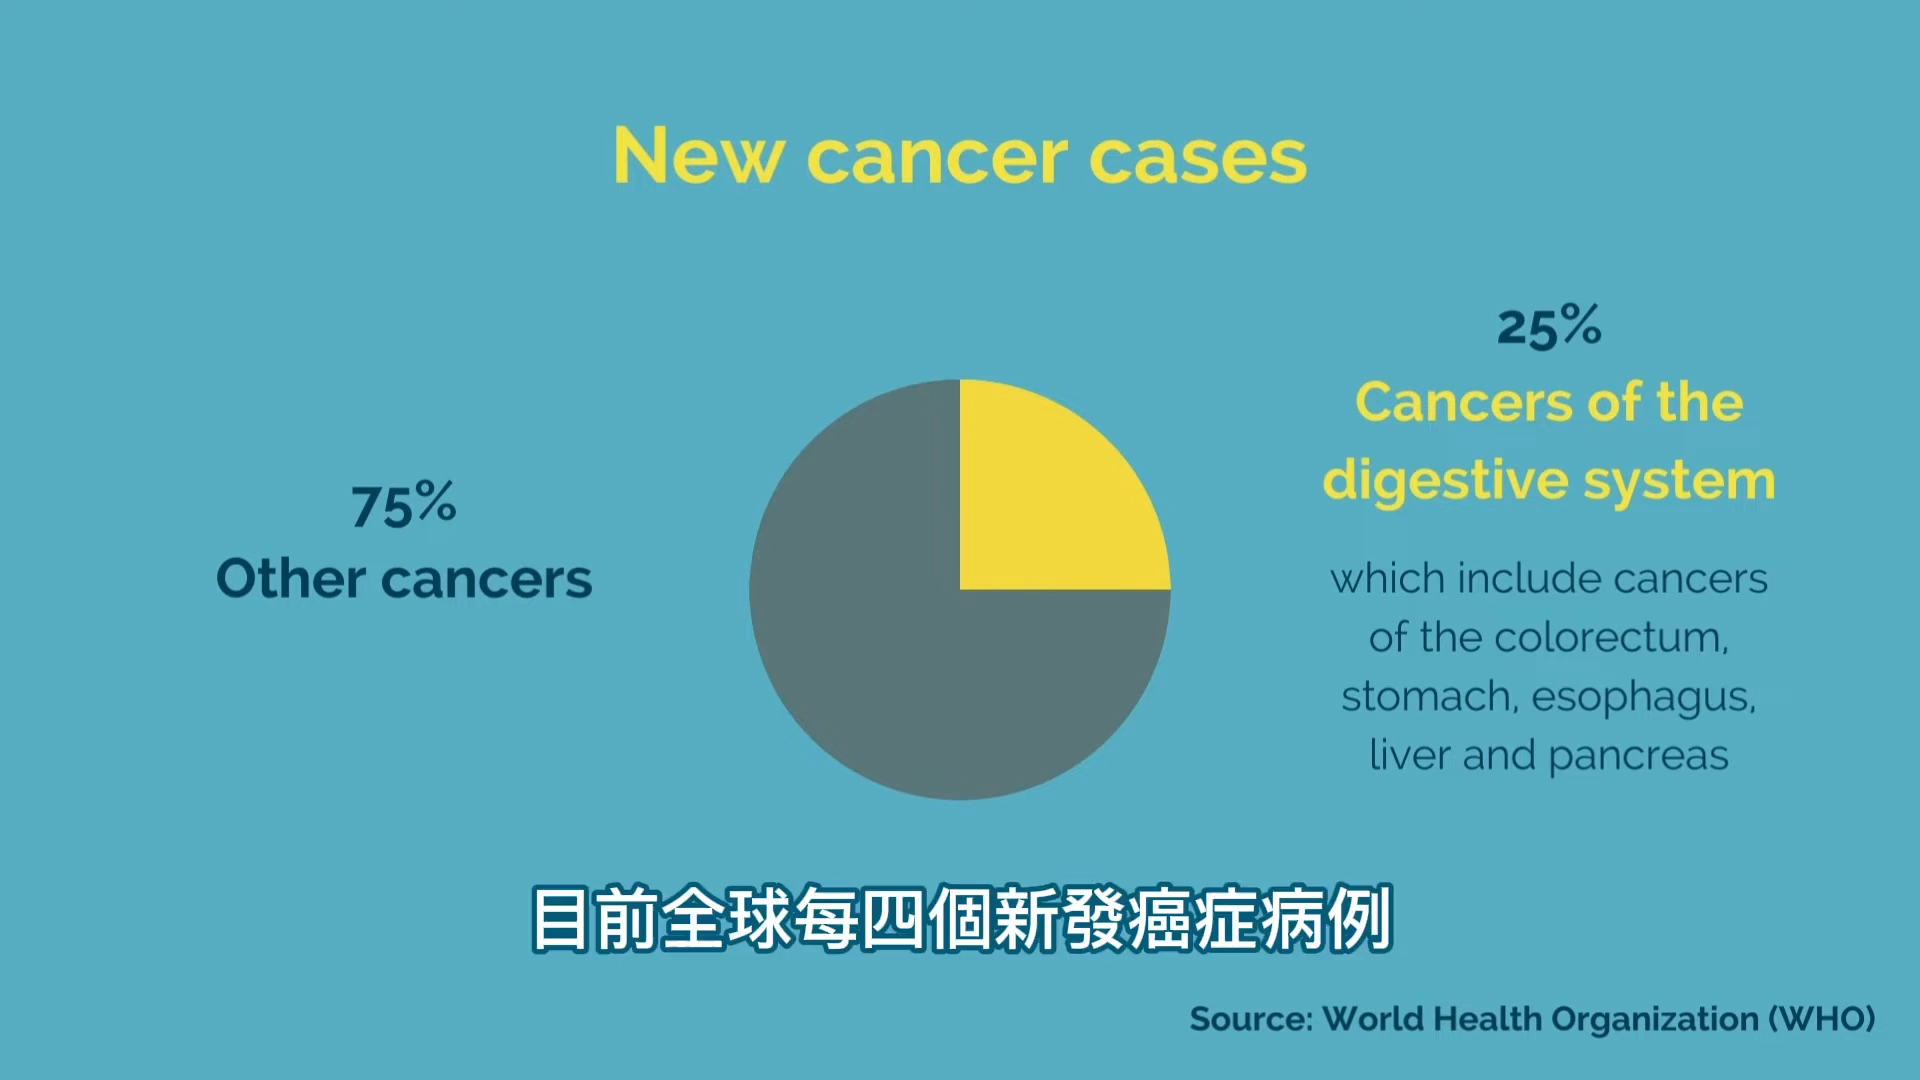 New cancer cases
75%
Other cancers
25%
Cancers of the
digestive system
which include cancers
of the colorectum,
stomach, esophagus,
liver and pancreas
目前全球每四個新發癌症病例
Source: World Health Organization (WHO)